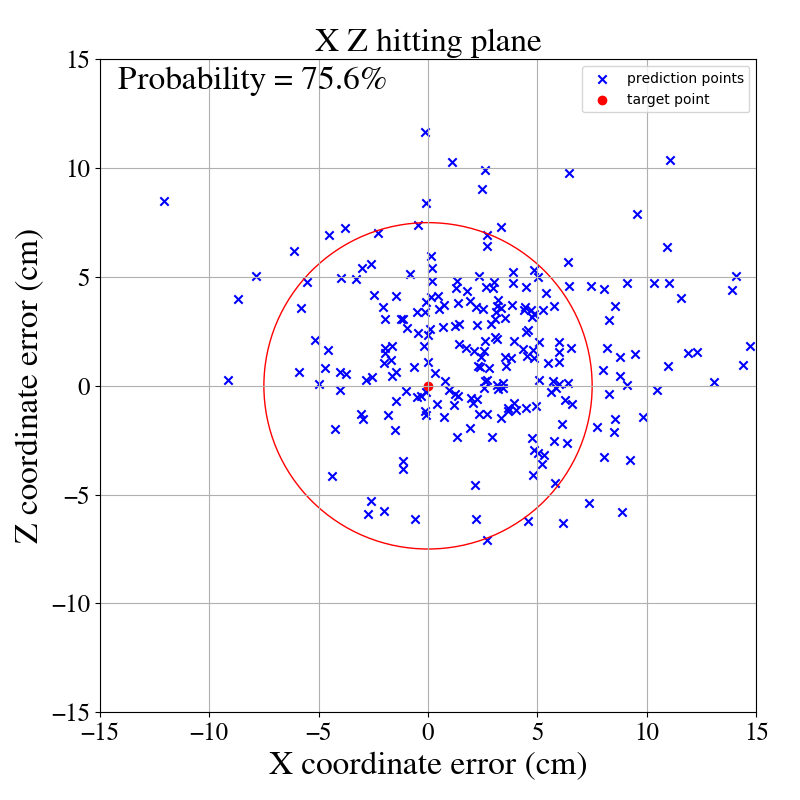 X Z hitting plane
Probability = 75.6%
prediction points
target point
15
10
5
0
−5
−10
−15
Z coordinate error (cm)
−15 −10 −5 0 5 10 15
X coordinate error (cm)